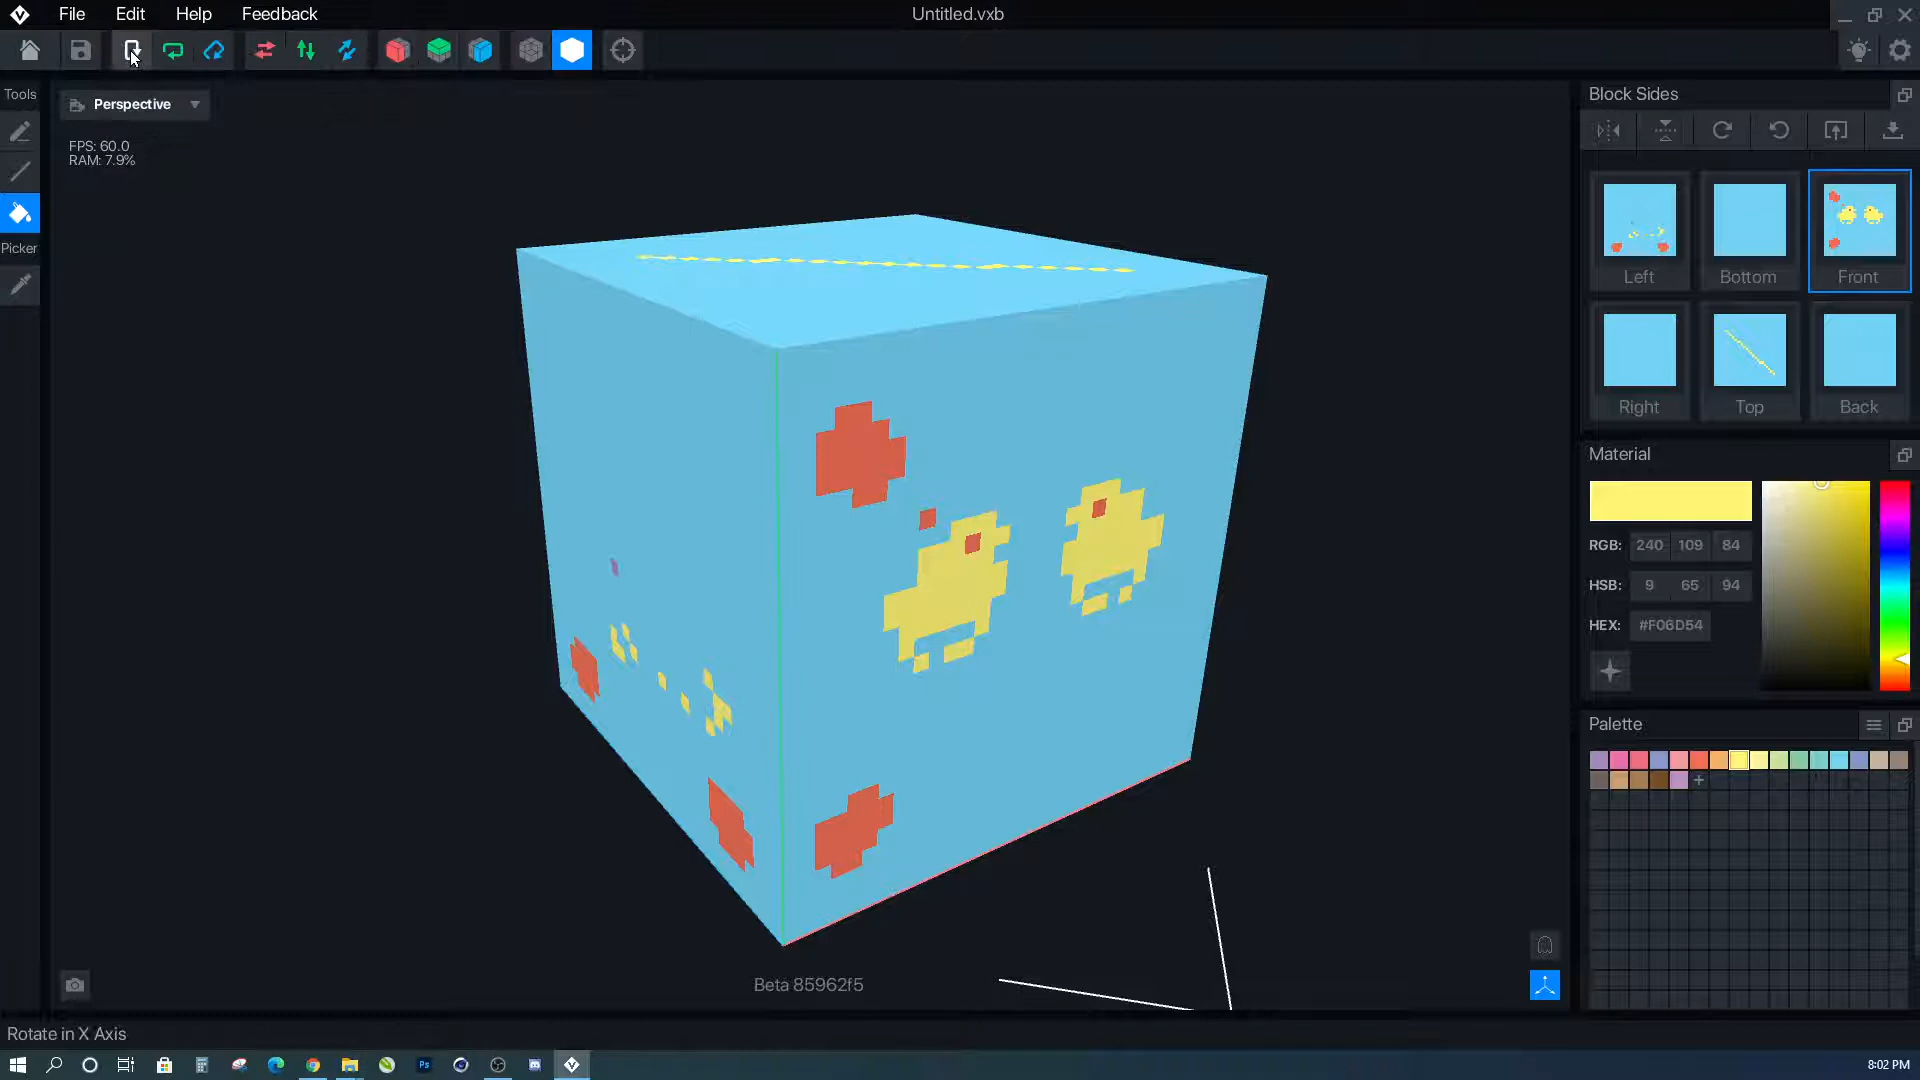 File Edit Help Feedback
Untitled.vxb
Tools
Perspective
FPS: 60.0
RAM: 7.9%
Picker
Block Sides
Left Bottom Front
Right Top Back
Material
RGB: 240 109 84
HSB: 9 65 94
HEX: #F06D54
Palette
Beta 85962f5
Rotate in X Axis
Ps
8:02 PM